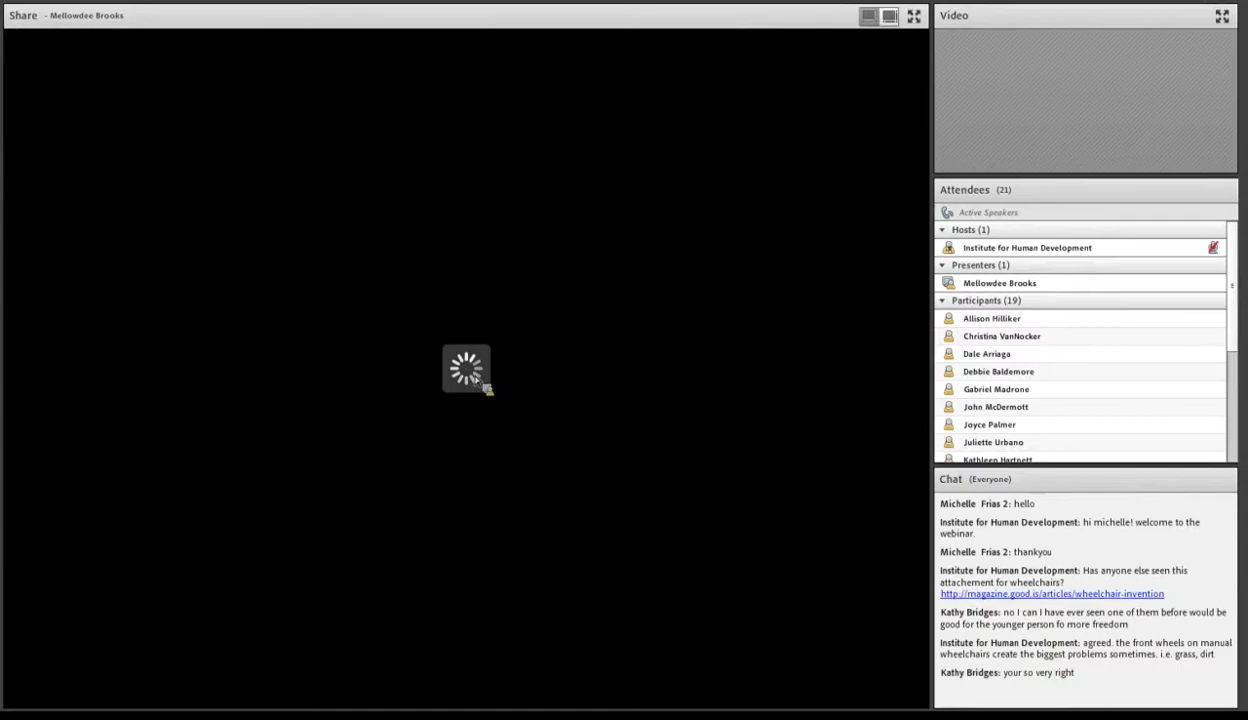 Share - Mellowdee Brooks
Video
Attendees (21)
Active Speakers
Hosts (1)
Institute for Human Development
Presenters (1)
Mellowdee Brooks
Participants (19)
Allison Hilliker
Christina VanNocker
Dale Arriaga
Debbie Baldemore
Gabriel Madrone
John McDermott
Joyce Palmer
Juliette Urbano
Kathleen Hartnett
Chat (Everyone)
Michelle Frias 2: hello
Institute for Human Development: hi michelle! welcome to the
webinar.
Michelle Frias 2: thankyou
Institute for Human Development: Has anyone else seen this
attachement for wheelchairs?
http://magazine.good.is/articles/wheelchair-invention
Kathy Bridges: no I can I have ever seen one of them before would be
good for the younger person fo more freedom
Institute for Human Development: agreed. the front wheels on manual
wheelchairs create the biggest problems sometimes. i.e. grass, dirt
Kathy Bridges: your so very right